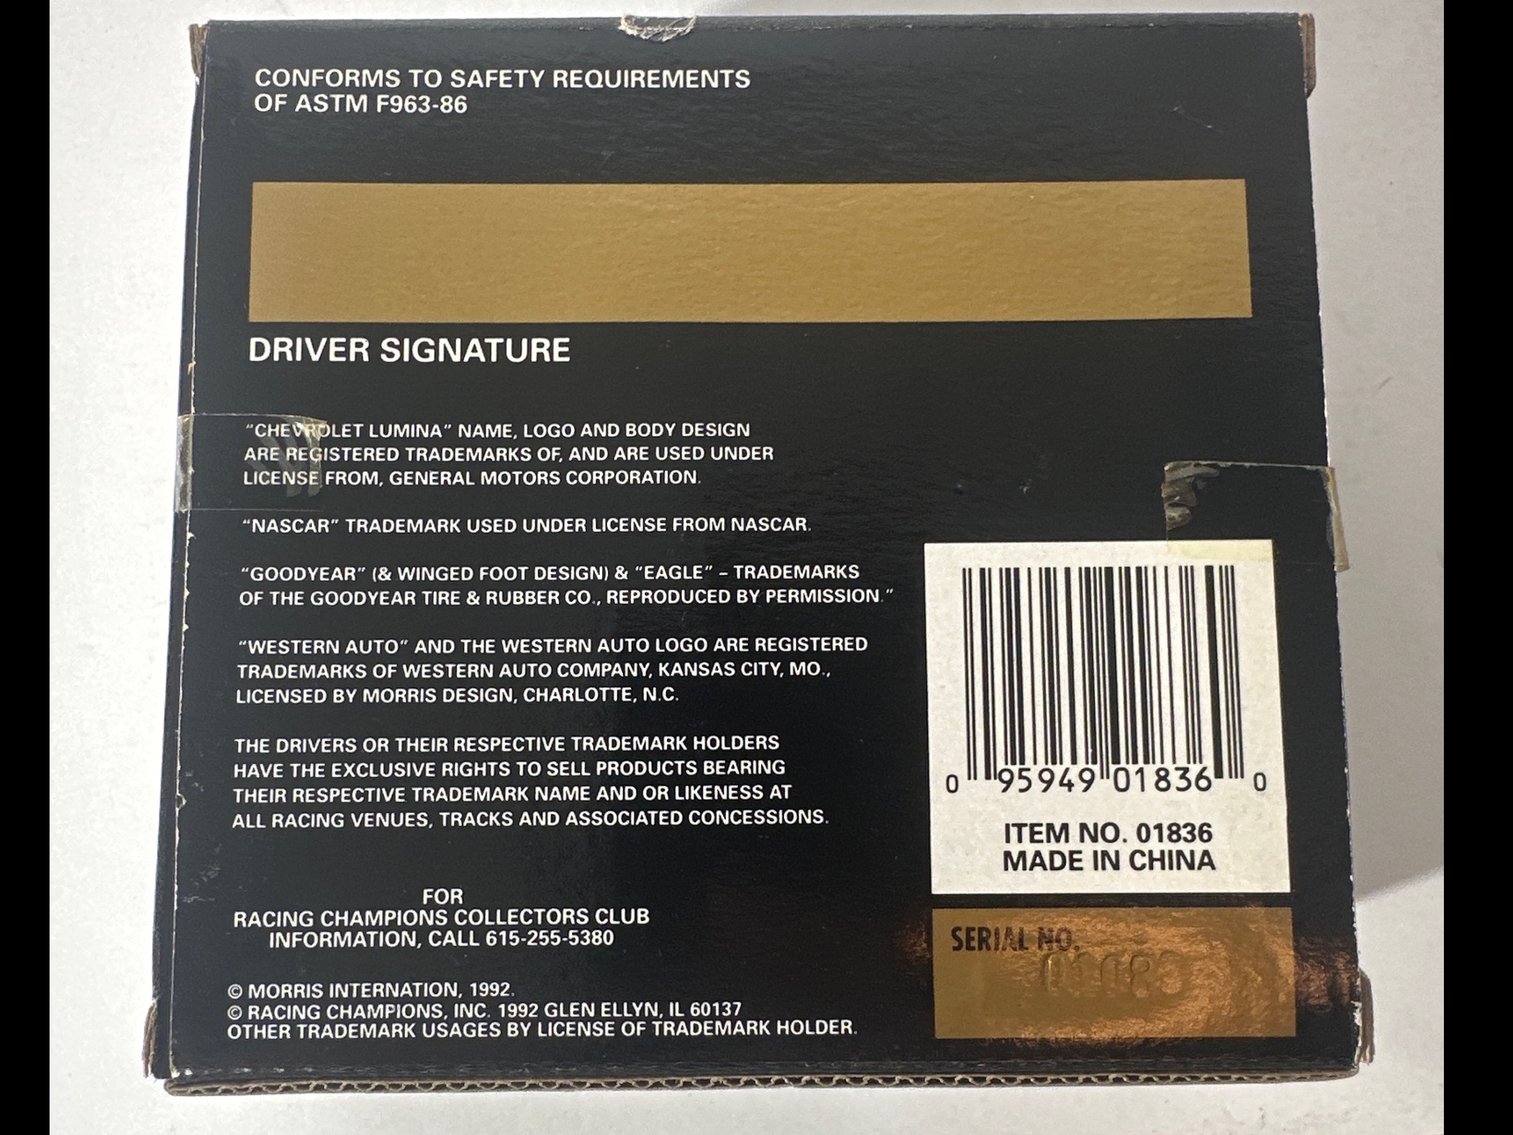 CONFORMS TO SAFETY REQUIREMENTS
OF ASTM F963-86
DRIVER SIGNATURE
“CHEVROLET LUMINA” NAME, LOGO AND BODY DESIGN
ARE REGISTERED TRADEMARKS OF, AND ARE USED UNDER
LICENSE FROM, GENERAL MOTORS CORPORATION.
“NASCAR” TRADEMARK USED UNDER LICENSE FROM NASCAR.
“GOODYEAR” (& WINGED FOOT DESIGN) & “EAGLE” – TRADEMARKS
OF THE GOODYEAR TIRE & RUBBER CO., REPRODUCED BY PERMISSION.”
“WESTERN AUTO” AND THE WESTERN AUTO LOGO ARE REGISTERED
TRADEMARKS OF WESTERN AUTO COMPANY, KANSAS CITY, MO.,
LICENSED BY MORRIS DESIGN, CHARLOTTE, N.C.
THE DRIVERS OR THEIR RESPECTIVE TRADEMARK HOLDERS
HAVE THE EXCLUSIVE RIGHTS TO SELL PRODUCTS BEARING
THEIR RESPECTIVE TRADEMARK NAME AND OR LIKENESS AT
ALL RACING VENUES, TRACKS AND ASSOCIATED CONCESSIONS.
FOR
RACING CHAMPIONS COLLECTORS CLUB
INFORMATION, CALL 615-255-5380
© MORRIS INTERNATION, 1992.
© RACING CHAMPIONS, INC. 1992 GLEN ELLYN, IL 60137
OTHER TRADEMARK USAGES BY LICENSE OF TRADEMARK HOLDER.
0 95949 01836 0
ITEM NO. 01836
MADE IN CHINA
SERIAL NO.